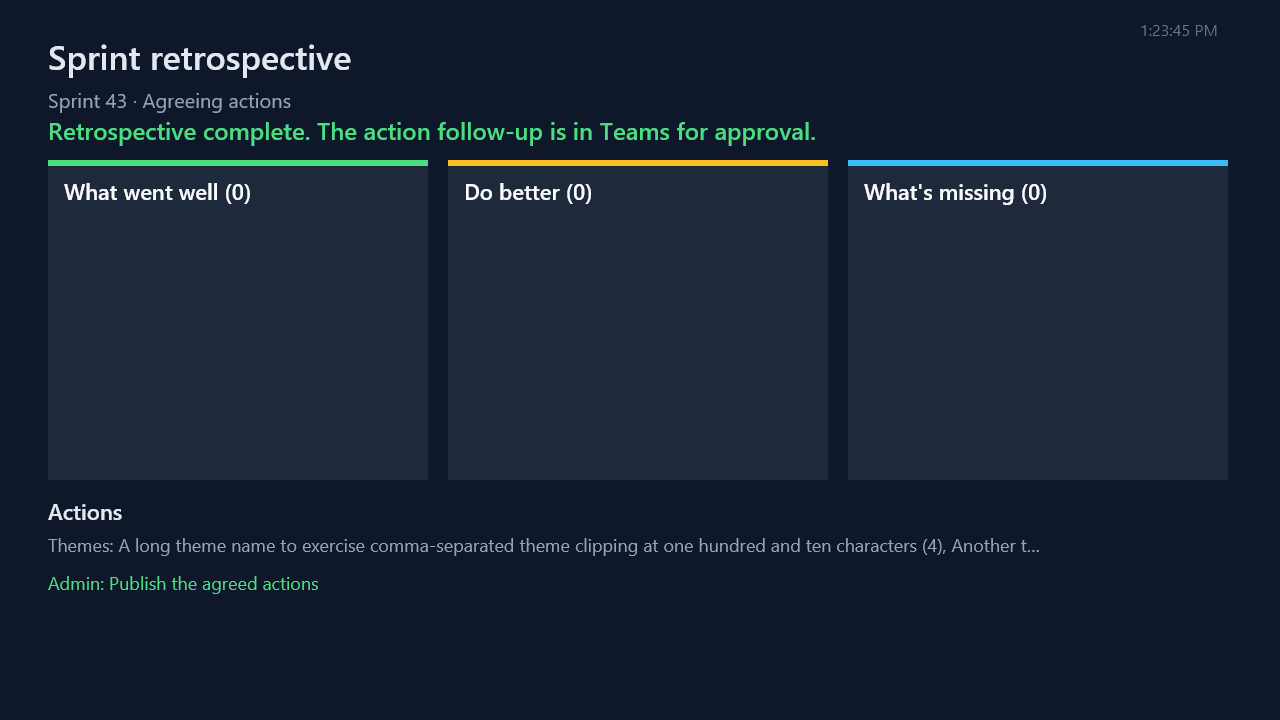 1:23:45 PM
Sprint retrospective
Sprint 43 · Agreeing actions
Retrospective complete. The action follow-up is in Teams for approval.
What went well (0)
Do better (0)
What's missing (0)
Actions
Themes: A long theme name to exercise comma-separated theme clipping at one hundred and ten characters (4), Another t...
Admin: Publish the agreed actions